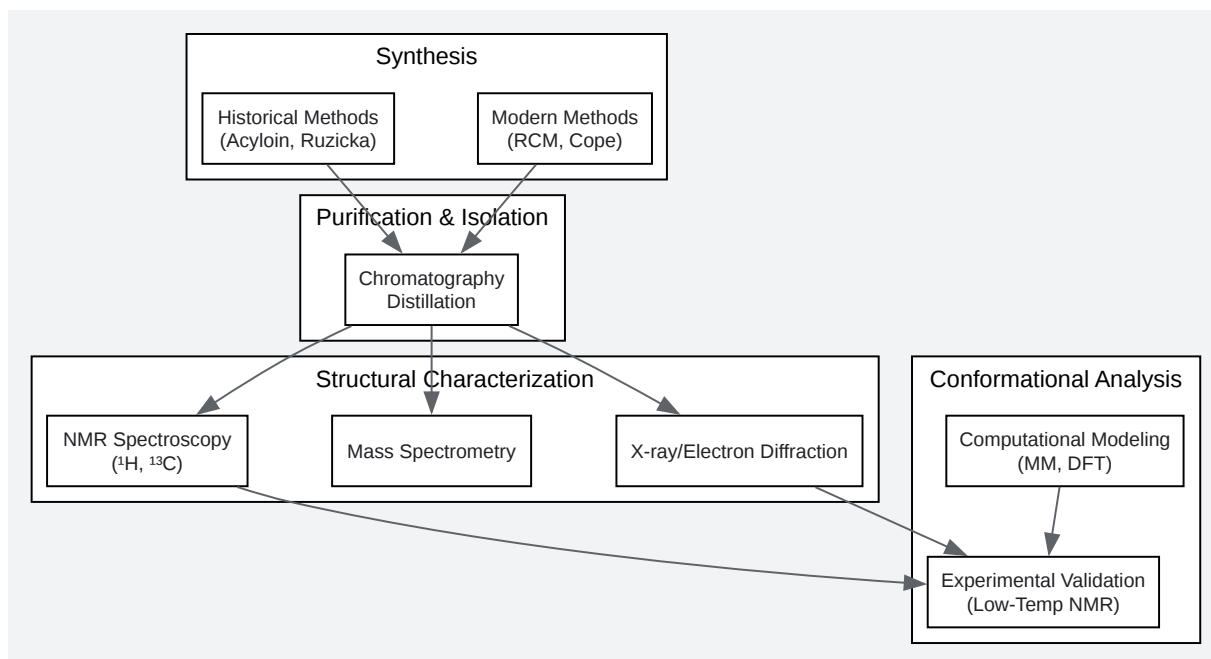 Synthesis
Historical Methods
(Acyloin, Ruzicka)
Modern Methods
(RCM, Cope)
Purification & Isolation
Chromatography
Distillation
Structural Characterization
NMR Spectroscopy
(¹H, ¹³C)
Mass Spectrometry
X-ray/Electron Diffraction
Conformational Analysis
Computational Modeling
(MM, DFT)
Experimental Validation
(Low-Temp NMR)